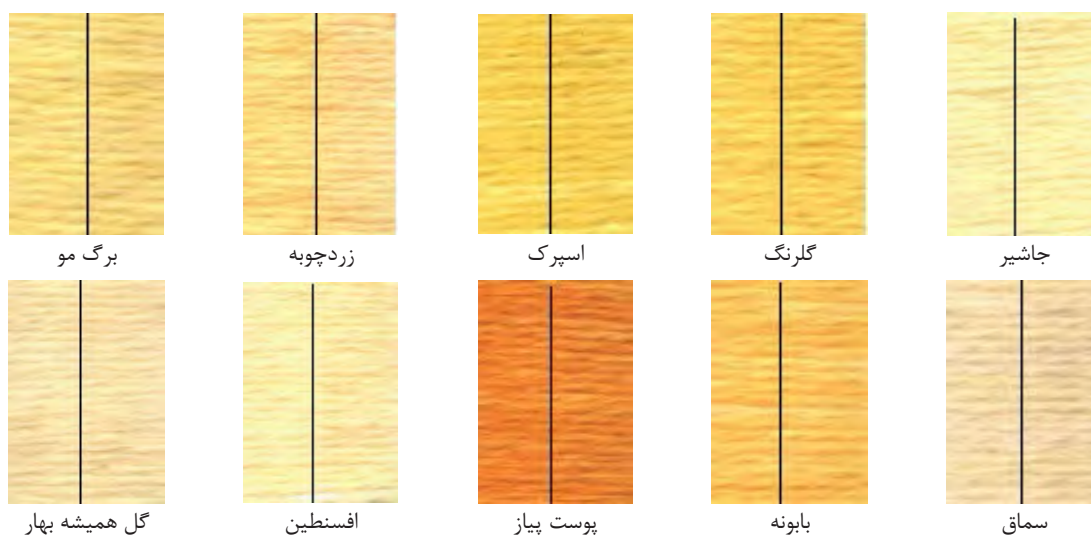 جاشیر گلرنگ اسپرک زردچوبه برگ مو
سماق بابونه پوست پیاز افسنطین گل همیشه بهار